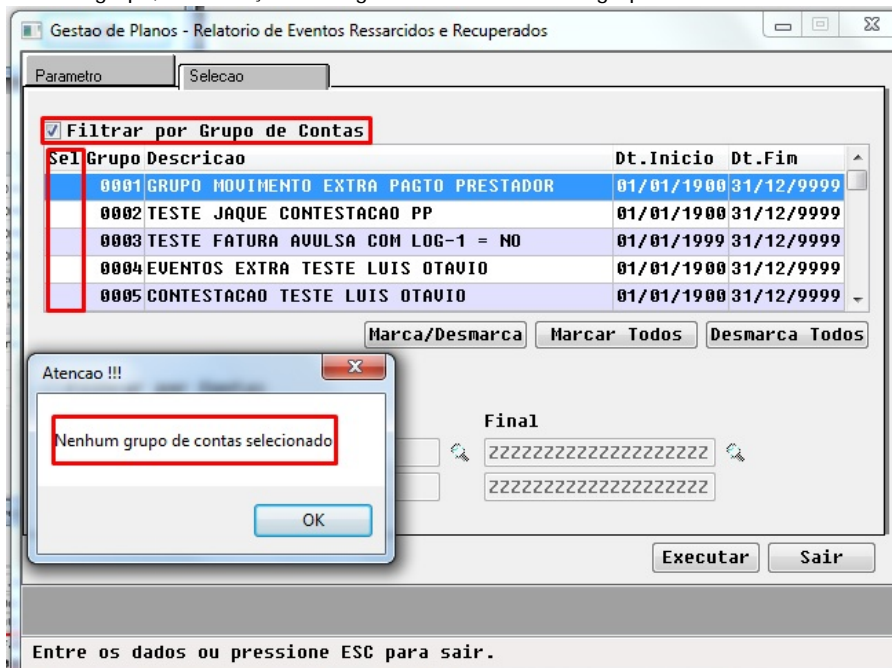 Gestao de Planos - Relatorio de Eventos Ressarcidos e Recuperados
Parametro Selecao
Filtrar por Grupo de Contas
Sel Grupo Descricao Dt.Inicio Dt.Fim
0001 GRUPO MOVIMENTO EXTRA PAGTO PRESTADOR 01/01/1900 31/12/9999
0002 TESTE JAQUE CONTESTACAO PP 01/01/1900 31/12/9999
0003 TESTE FATURA AVULSA COM LOG-1 = NO 01/01/1999 31/12/9999
0004 EVENTOS EXTRA TESTE LUIS OTAVIO 01/01/1900 31/12/9999
0005 CONTESTACAO TESTE LUIS OTAVIO 01/01/1900 31/12/9999
Marca/Desmarca Marcar Todos Desmarca Todos
Atencao !!!
Nenhum grupo de contas selecionado
OK
Final
ZZZZZZZZZZZZZZZZZZZZ
ZZZZZZZZZZZZZZZZZZZZ
Executar Sair
Entre os dados ou pressione ESC para sair.